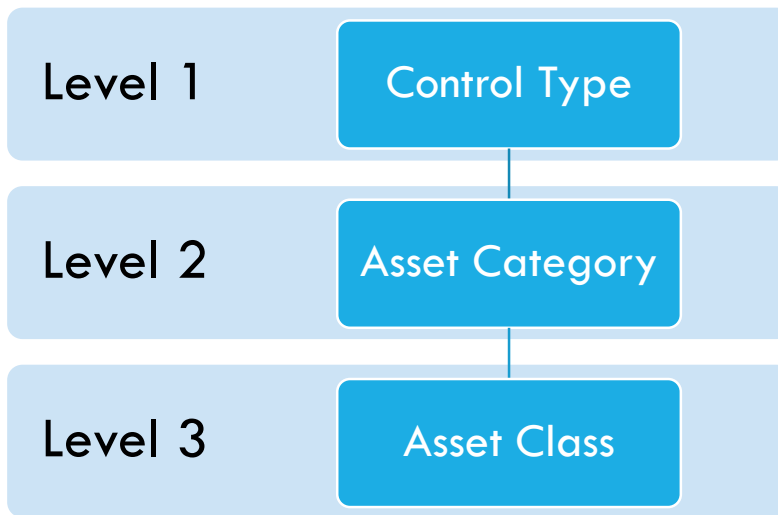 Level 1
Control Type
Level 2
Asset Category
Level 3
Asset Class